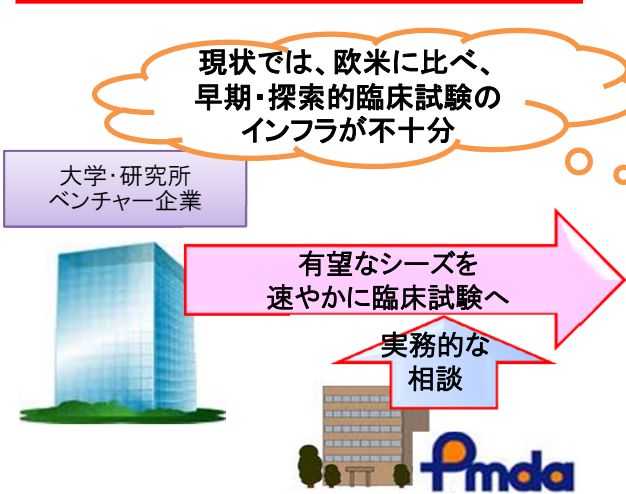 現状では、欧米に比べ、
早期・探索的臨床試験の
インフラが不十分
大学・研究所
ベンチャー企業
有望なシーズを
速やかに臨床試験へ
実務的な
相談
Pmda